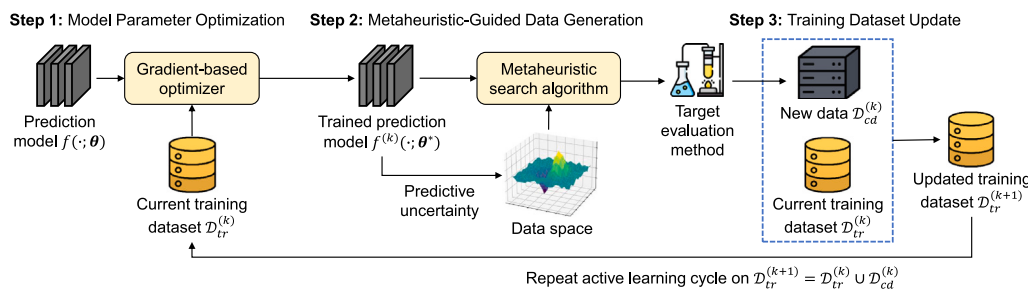 Step 1: Model Parameter Optimization
Step 2: Metaheuristic-Guided Data Generation
Step 3: Training Dataset Update
Gradient-based
optimizer
Prediction
model f(·; θ)
Current training
dataset D_tr^(k)
Trained prediction
model f^(k)(·; θ*)
Metaheuristic
search algorithm
Predictive
uncertainty
Data space
Target
evaluation
method
New data D_cd^(k)
Current training
dataset D_tr^(k)
Updated training
dataset D_tr^(k+1)
Repeat active learning cycle on D_tr^(k+1) = D_tr^(k) ∪ D_cd^(k)